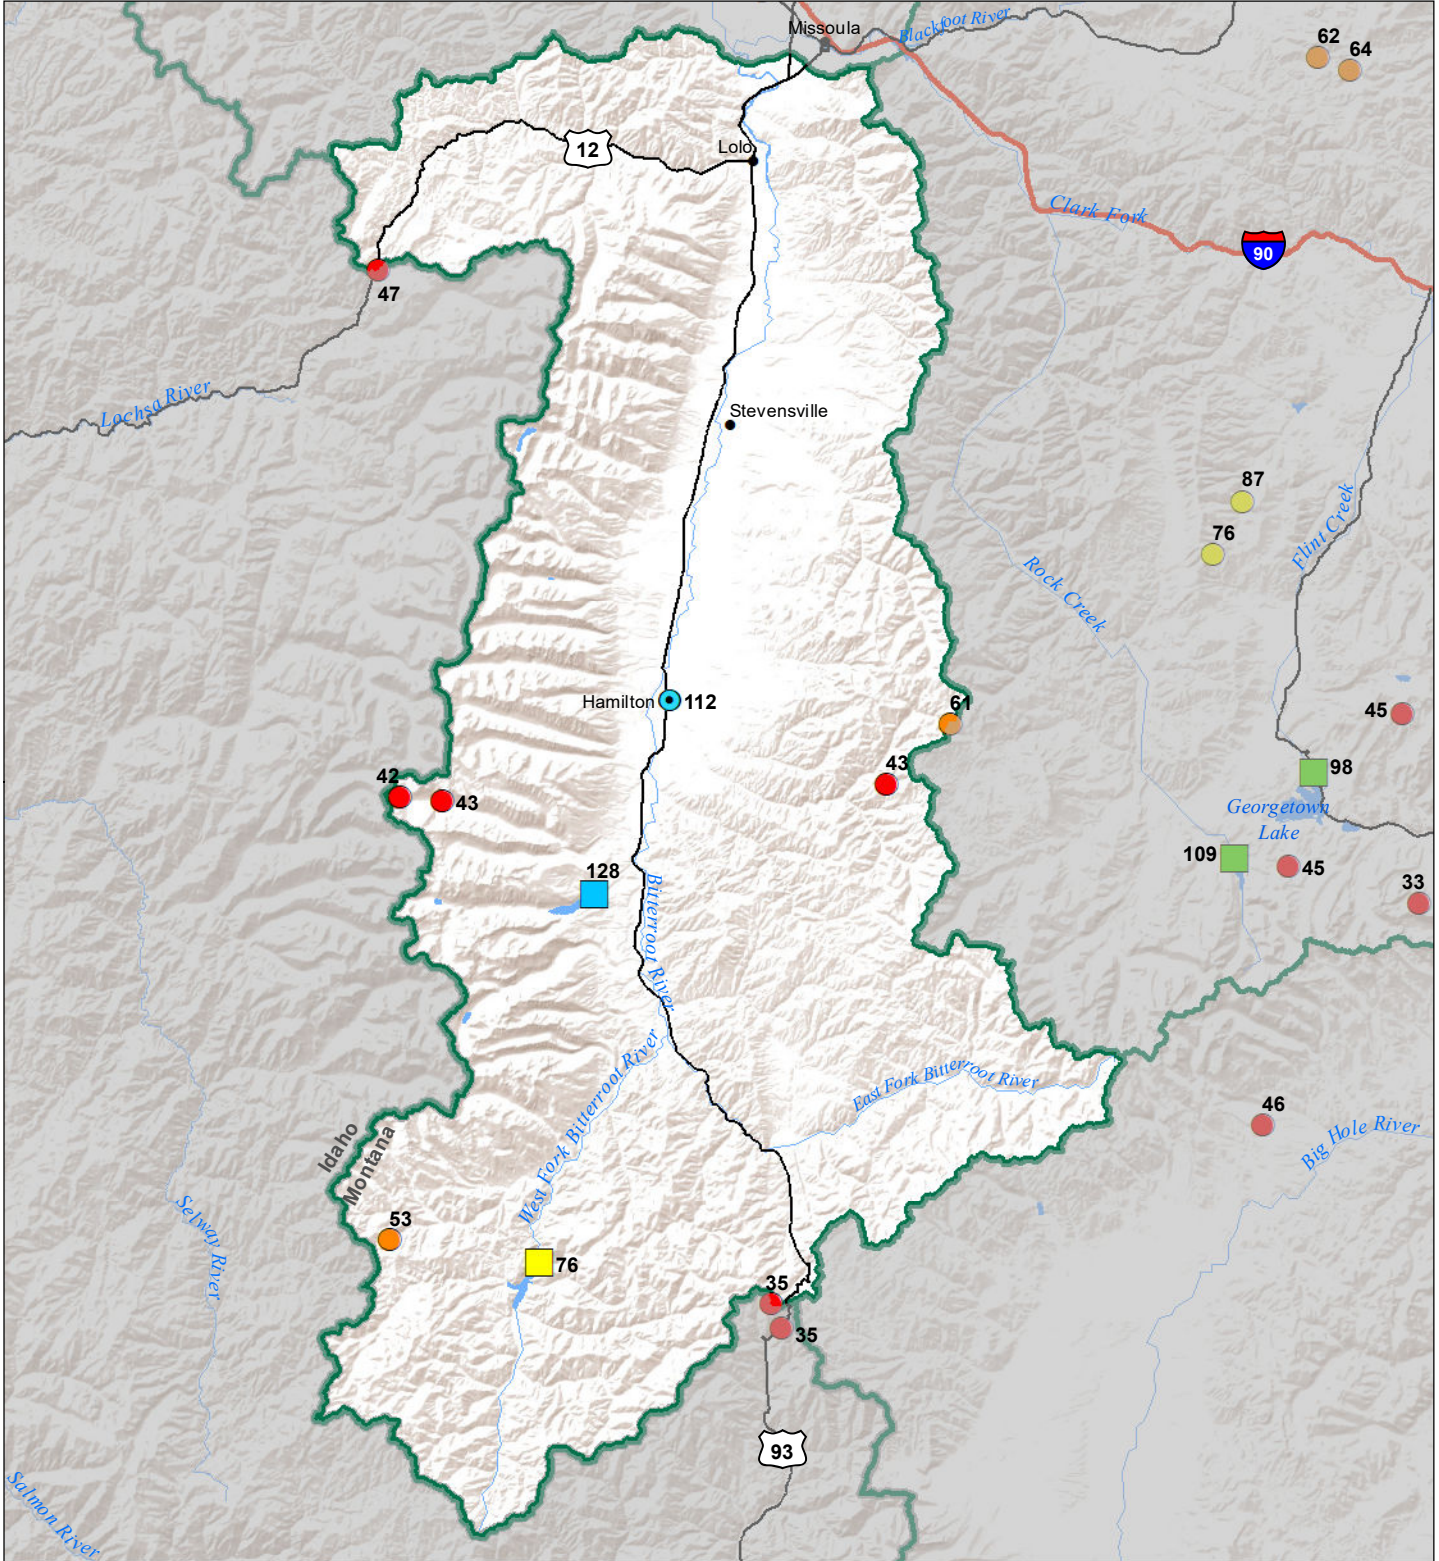 Missoula
Blackfoot River
62
64
12
Lolo
Clark Fork
90
47
Lochsa River
Stevensville
87
76
Flint Creek
Rock Creek
Hamilton
112
61
45
42
43
43
98
Georgetown
Lake
109
45
33
128
Bitterroot River
West Fork Bitterroot River
East Fork Bitterroot River
46
Big Hole River
Idaho
Montana
Selway River
53
76
35
35
93
Salmon River